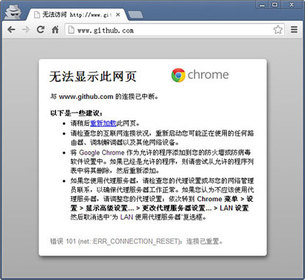 无法访问 http://www.git
www.github.com
无法显示此网页
chrome
与 www.github.com 的连接已中断。
以下是一些建议:
请稍后重新加载此网页。
请检查您的互联网连接状况。重新启动您可能正在使用的任何路
由器、调制解调器以及其他网络设备。
将 Google Chrome 作为允许的程序添加到您的防火墙或防病毒
软件设置中。如果已经是允许的程序，则请尝试从允许的程序列
表中将其删除，然后重新添加。
如果您使用代理服务器，请检查您的代理设置或与您的网络管理
员联系，以确保代理服务器工作正常。如果您认为不应该使用代
理服务器，请调整您的代理设置：依次转到 Chrome 菜单 > 设
置 > 显示高级设置... > 更改代理服务器设置... > LAN 设置
然后取消选中“为 LAN 使用代理服务器”复选框。
错误 101 (net::ERR_CONNECTION_RESET)：连接已重置。